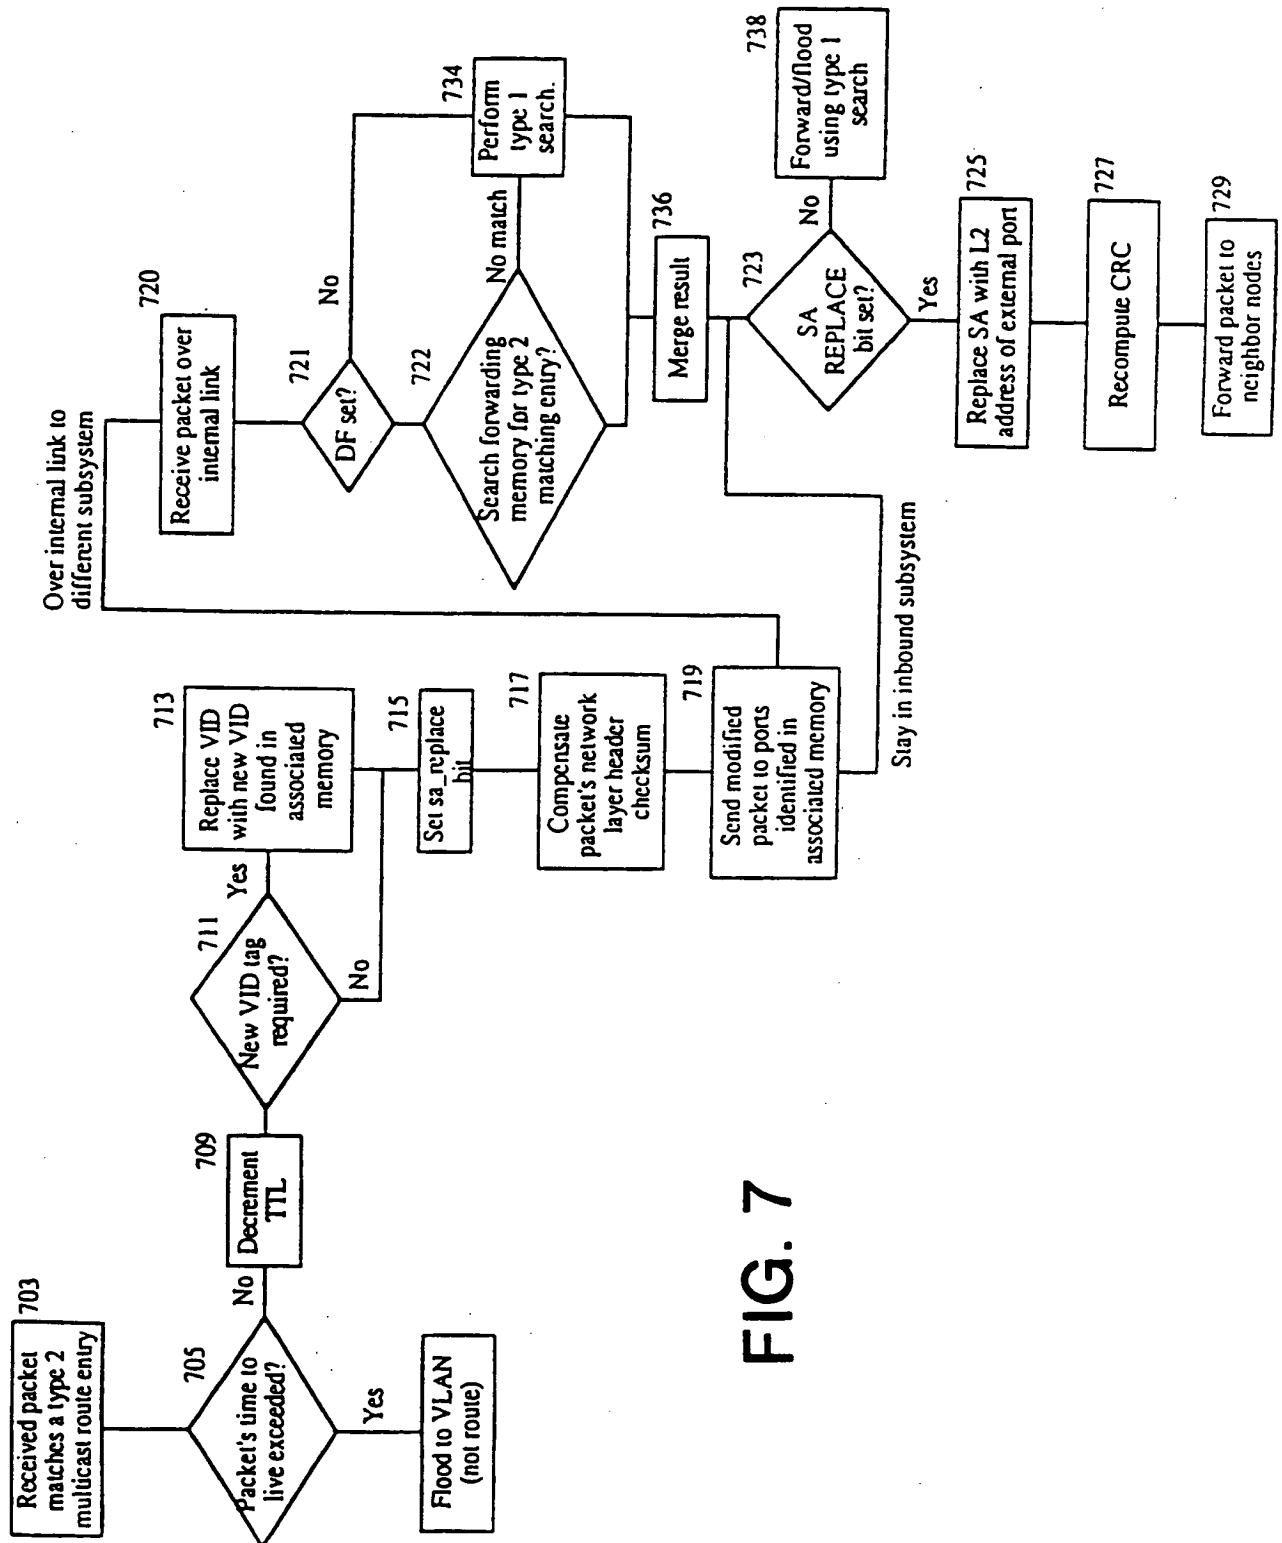 703
Received packet
matches a type 2
multicast route entry
705
Packet's time to
live exceeded?
Yes
Flood to VLAN
(not route)
No
709
Decrement
TTL
711
New VID tag
required?
Yes
No
713
Replace VID
with new VID
found in
associated
memory
715
Set sa_replace
bit
717
Compensate
packet's network
layer header
checksum
719
Send modified
packet to ports
identified in
associated memory
Over internal link to
different subsystem
Stay in inbound subsystem
720
Receive packet over
internal link
721
DF set?
No
722
Search forwarding
memory for type 2
matching entry?
No match
734
Perform
type 1
search.
736
Merge result
723
SA
REPLACE
bit set?
No
738
Forward/flood
using type 1
search
Yes
725
Replace SA with L2
address of external port
727
Recompute CRC
729
Forward packet to
neighbor nodes
FIG. 7